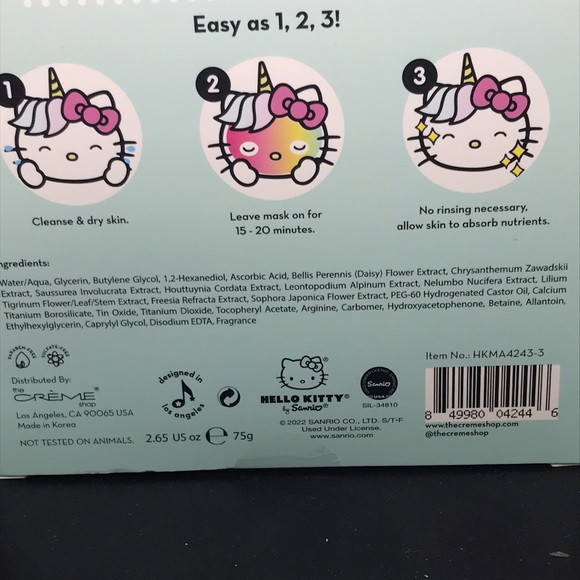 Easy as 1, 2, 3!
1
2
3
Cleanse & dry skin.
Leave mask on for
15 - 20 minutes.
No rinsing necessary,
allow skin to absorb nutrients.
ngredients:
Water/Aqua, Glycerin, Butylene Glycol, 1,2-Hexanediol, Ascorbic Acid, Bellis Perennis (Daisy) Flower Extract, Chrysanthemum Zawadskii
Extract, Saussurea Involucrata Extract, Houttuynia Cordata Extract, Leontopodium Alpinum Extract, Nelumbo Nucifera Extract, Lilium
Tigrinum Flower/Leaf/Stem Extract, Freesia Refracta Extract, Sophora Japonica Flower Extract, PEG-60 Hydrogenated Castor Oil, Calcium
Titanium Borosilicate, Tin Oxide, Titanium Dioxide, Tocopheryl Acetate, Arginine, Carbomer, Hydroxyacetophenone, Betaine, Allantoin,
Ethylhexylglycerin, Caprylyl Glycol, Disodium EDTA, Fragrance
PARABEN FREE
SULFATE-FREE
Distributed By:
the
CRÈME®
shop
Los Angeles, CA 90065 USA
Made in Korea
NOT TESTED ON ANIMALS.
2.65 US oz ℮ 75g
designed in
los angeles
HELLO KITTY®
by Sanrio®
Sanrio
SIL-34810
© 2022 SANRIO CO., LTD. S/T-F
Used Under License.
www.sanrio.com
Item No.: HKMA4243-3
8 49980 04244 6
www.thecremeshop.com
@thecremeshop